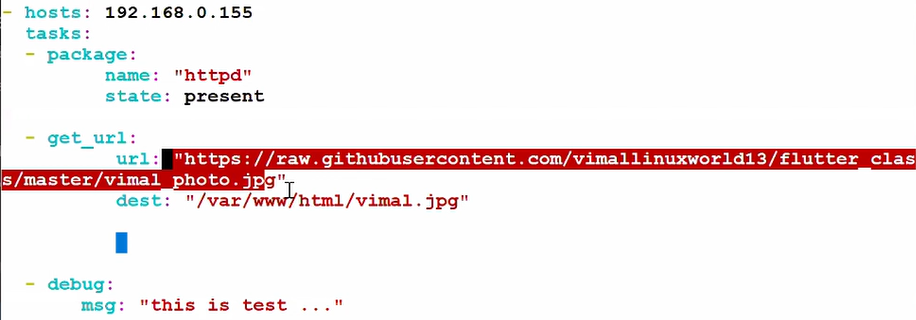 - hosts: 192.168.0.155
tasks:
- package:
name: "httpd"
state: present
- get_url:
url: "https://raw.githubusercontent.com/vimallinuxworld13/flutter_clas
s/master/vimal_photo.jpg"
dest: "/var/www/html/vimal.jpg"
- debug:
msg: "this is test ..."